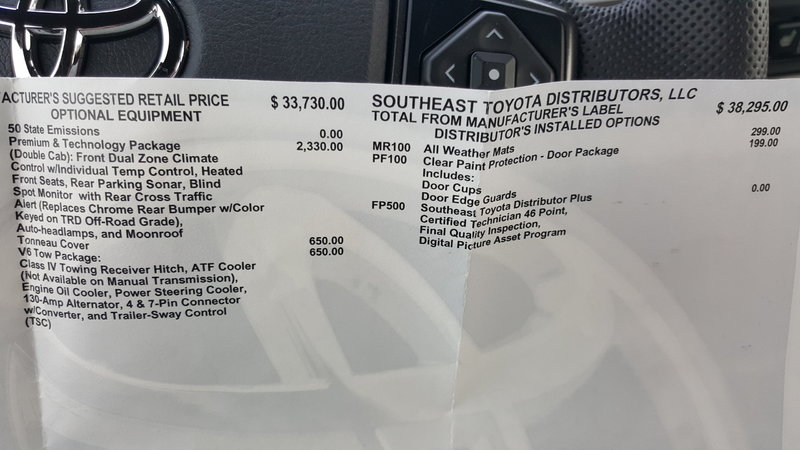 ACTURER'S SUGGESTED RETAIL PRICE $ 33,730.00
OPTIONAL EQUIPMENT
50 State Emissions 0.00
Premium & Technology Package 2,330.00
(Double Cab): Front Dual Zone Climate
Control w/Individual Temp Control, Heated
Front Seats, Rear Parking Sonar, Blind
Spot Monitor with Rear Cross Traffic
Alert (Replaces Chrome Rear Bumper w/Color
Keyed on TRD Off-Road Grade),
Auto-headlamps, and Moonroof
Tonneau Cover 650.00
V6 Tow Package: 650.00
Class IV Towing Receiver Hitch, ATF Cooler
(Not Available on Manual Transmission),
Engine Oil Cooler, Power Steering Cooler,
130-Amp Alternator, 4 & 7-Pin Connector
w/Converter, and Trailer-Sway Control
(TSC)
SOUTHEAST TOYOTA DISTRIBUTORS, LLC
TOTAL FROM MANUFACTURER'S LABEL $ 38,295.00
DISTRIBUTOR'S INSTALLED OPTIONS
MR100 All Weather Mats 299.00
PF100 Clear Paint Protection - Door Package 199.00
Includes:
Door Cups
Door Edge Guards
FP500 Southeast Toyota Distributor Plus 0.00
Certified Technician 46 Point,
Final Quality Inspection,
Digital Picture Asset Program